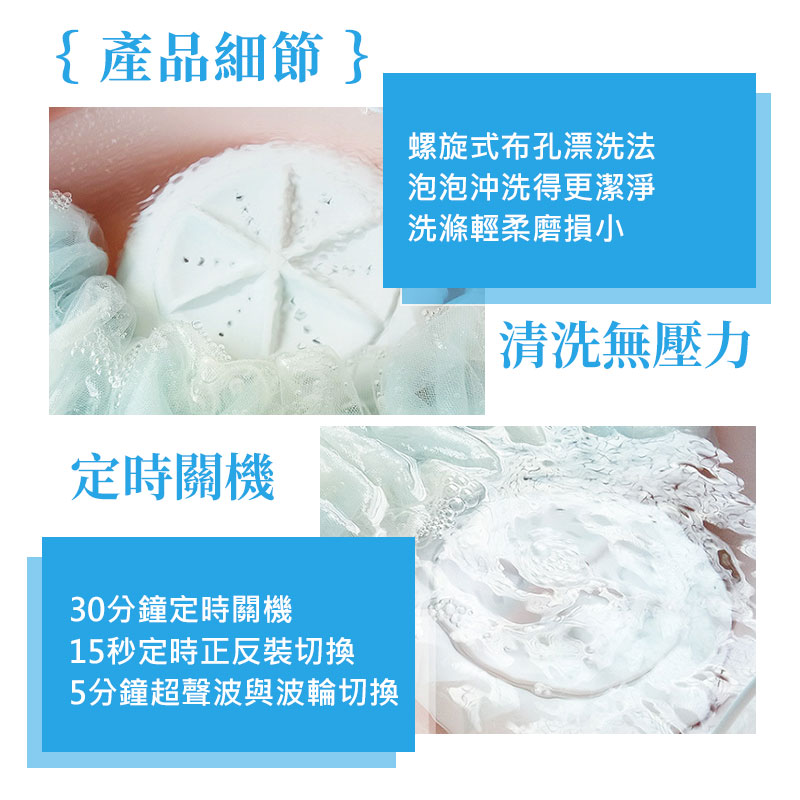 { 產品細節 }
螺旋式布孔漂洗法
泡泡沖洗得更潔淨
洗滌輕柔磨損小
清洗無壓力
定時關機
30分鐘定時關機
15秒定時正反裝切換
5分鐘超聲波與波輪切換